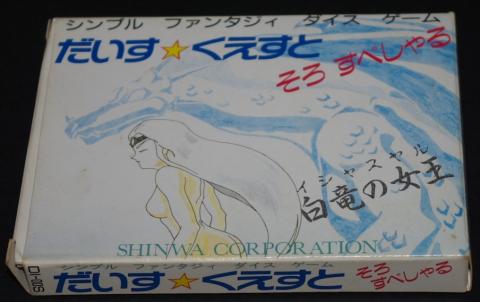 シンプル ファンタジィ ダイス ゲーム
だいす☆くえすと
そろ すぺしゃる
イシャスヤル
白竜の女王
SHINWA CORPORATION
シンプル ファンタジィ ダイス ゲーム
だいす☆くえすと
そろ
すぺしゃる